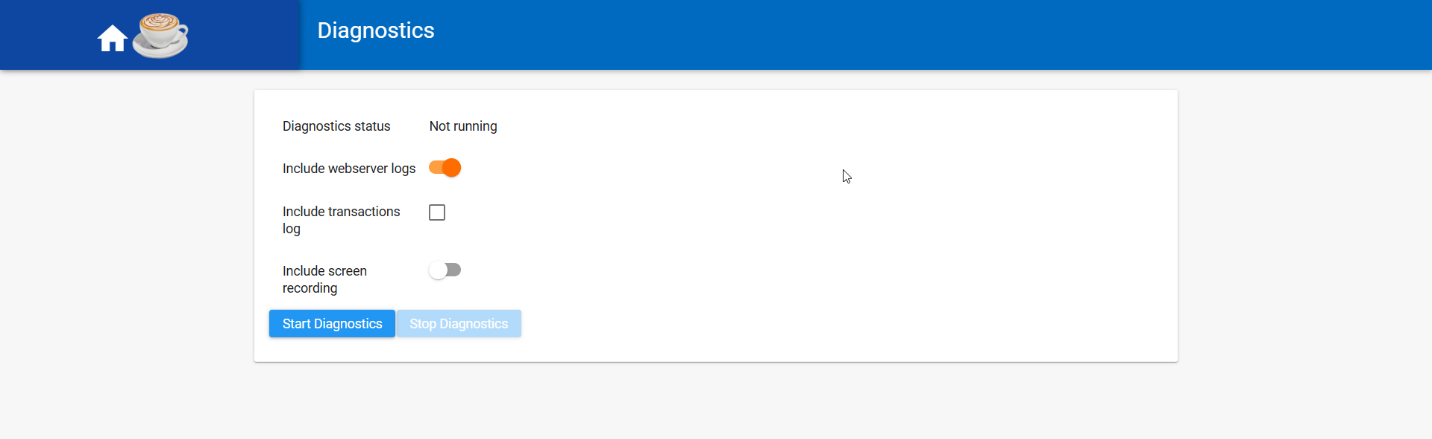 Diagnostics
Diagnostics status Not running
Include webserver logs
Include transactions
log
Include screen
recording
Start Diagnostics Stop Diagnostics